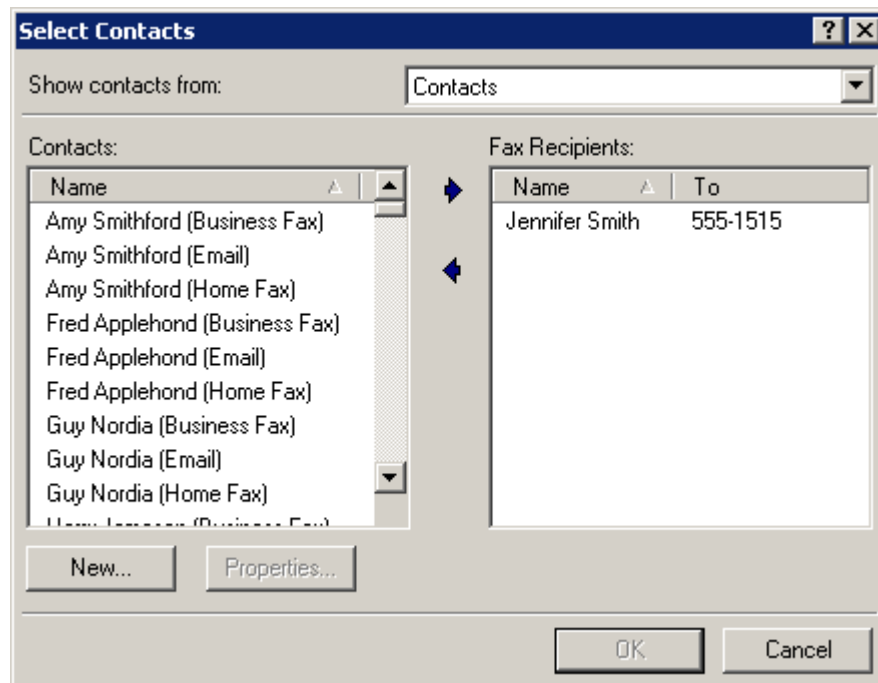 Select Contacts
Show contacts from: Contacts
Contacts:
Name
Amy Smithford (Business Fax)
Amy Smithford (Email)
Amy Smithford (Home Fax)
Fred Applehond (Business Fax)
Fred Applehond (Email)
Fred Applehond (Home Fax)
Guy Nordia (Business Fax)
Guy Nordia (Email)
Guy Nordia (Home Fax)
Fax Recipients:
Name To
Jennifer Smith 555-1515
New... Properties...
OK Cancel